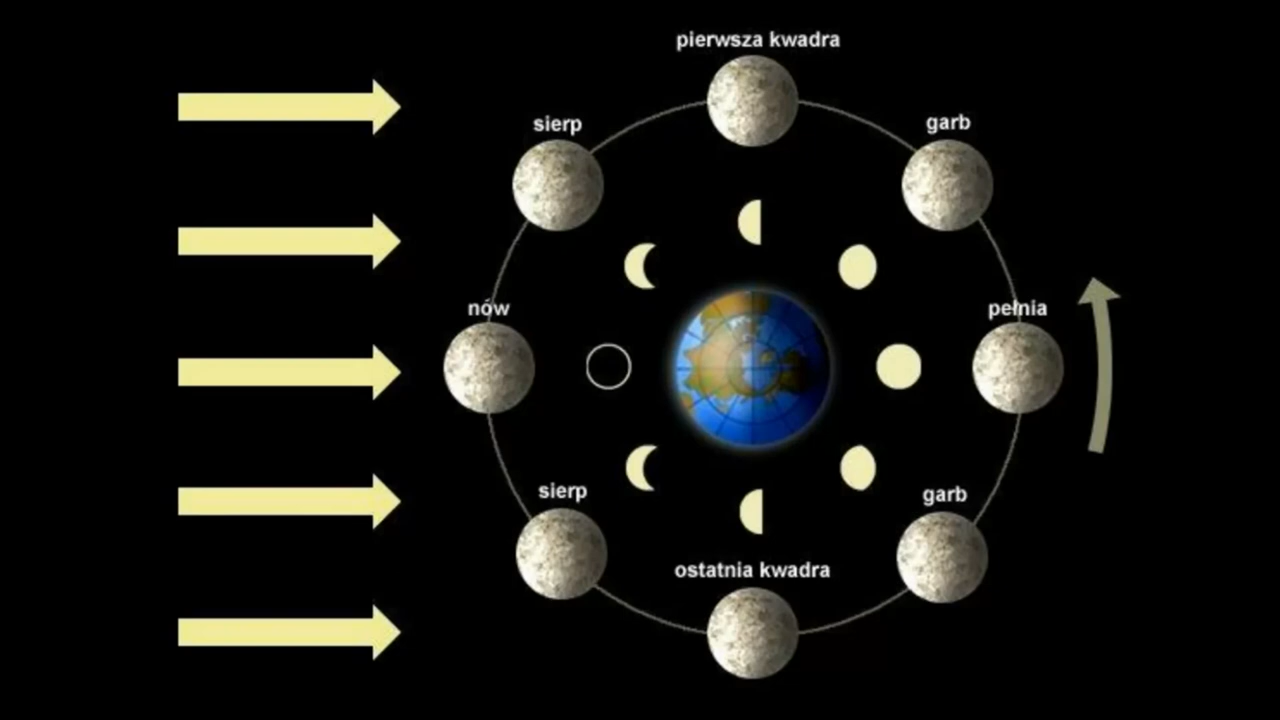 pierwsza kwadra
sierp
garb
nów
pełnia
sierp
garb
ostatnia kwadra